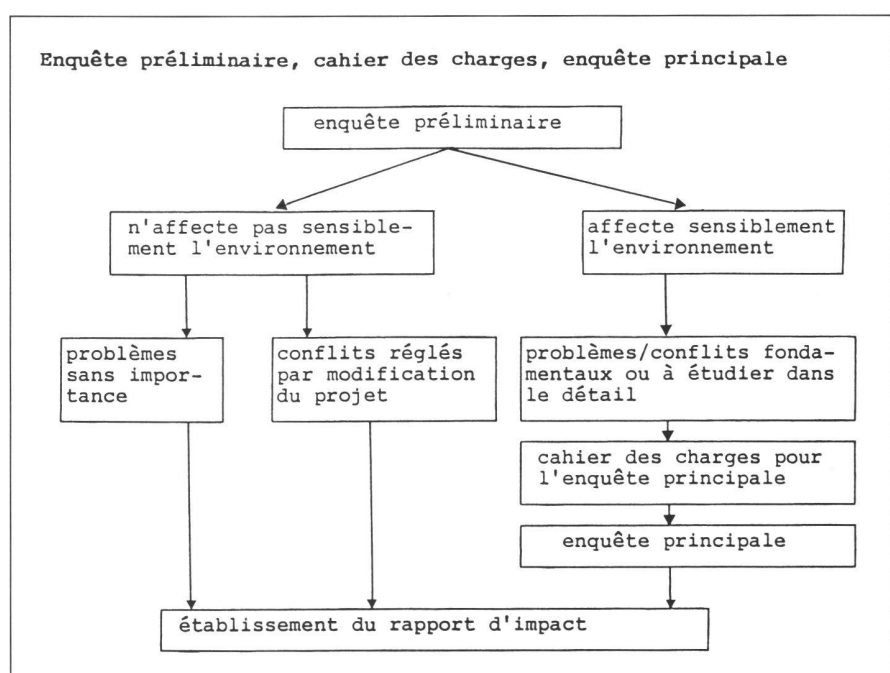 Enquête préliminaire, cahier des charges, enquête principale
enquête préliminaire
n'affecte pas sensible-
ment l'environnement
affecte sensiblement
l'environnement
problèmes
sans impor-
tance
conflits réglés
par modification
du projet
problèmes/conflits fonda-
mentaux ou à étudier dans
le détail
cahier des charges pour
l'enquête principale
enquête principale
établissement du rapport d'impact